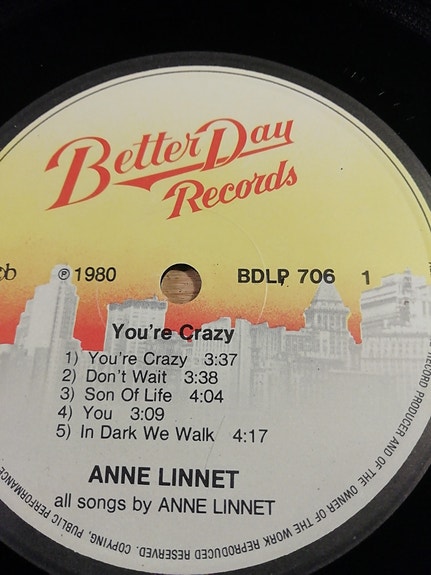 Better Day
Records
℗ 1980
BDLP 706 1
You're Crazy
1) You're Crazy 3:37
2) Don't Wait 3:38
3) Son Of Life 4:04
4) You 3:09
5) In Dark We Walk 4:17
ANNE LINNET
all songs by ANNE LINNET
RECORD PRODUCER AND OF THE OWNER OF THE WORK REPRODUCED RESERVED. COPYING, PUBLIC PERFORMANCE